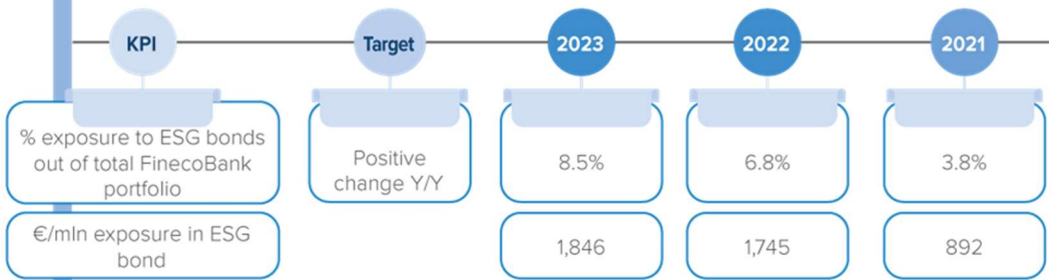 KPI Target 2023 2022 2021
% exposure to ESG bonds
out of total FinecoBank
portfolio
Positive
change Y/Y
8.5% 6.8% 3.8%
€/mln exposure in ESG
bond
1,846 1,745 892